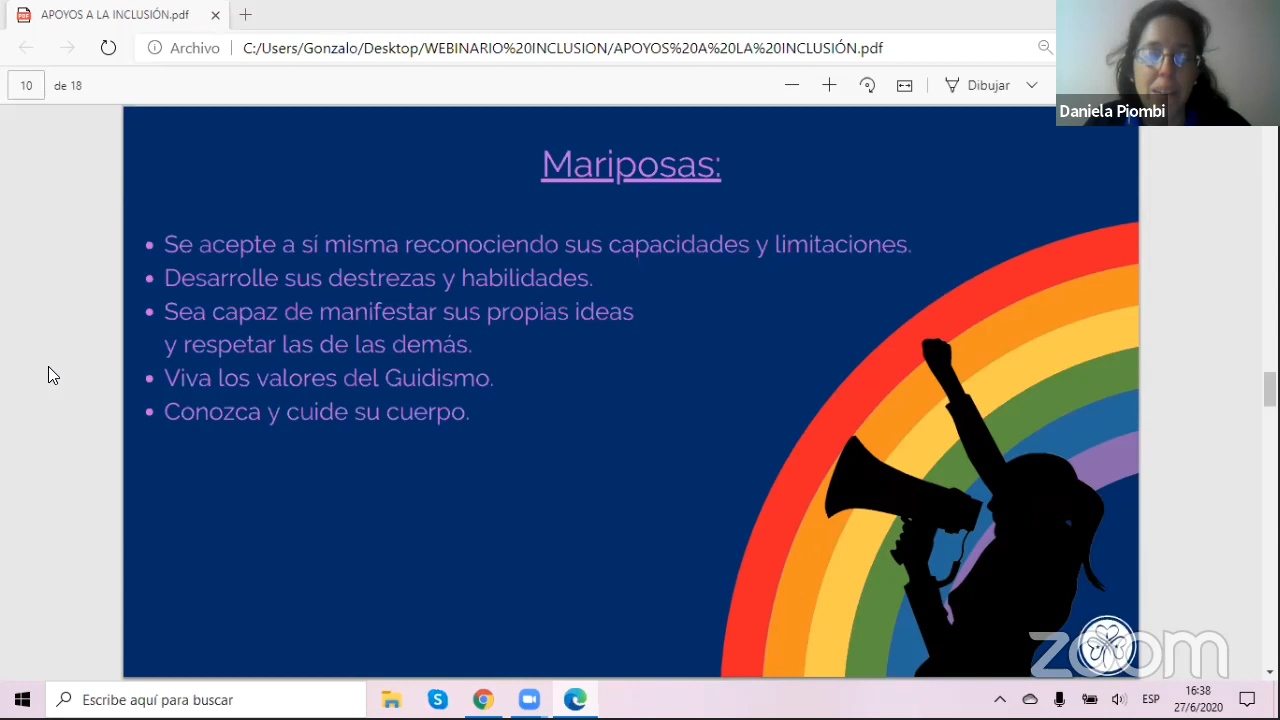 APOYOS A LA INCLUSIÓN.pdf
Archivo
C:/Users/Gonzalo/Desktop/WEBINARIO%20INCLUSION/APOYOS%20A%20LA%20INCLUSIÓN.pdf
10 de 18
Dibujar
Daniela Piombi
Mariposas:
• Se acepte a sí misma reconociendo sus capacidades y limitaciones.
• Desarrolle sus destrezas y habilidades.
• Sea capaz de manifestar sus propias ideas
y respetar las de las demás.
• Viva los valores del Guidismo.
• Conozca y cuide su cuerpo.
zoom
Escribe aquí para buscar
ESP
16:38
27/6/2020